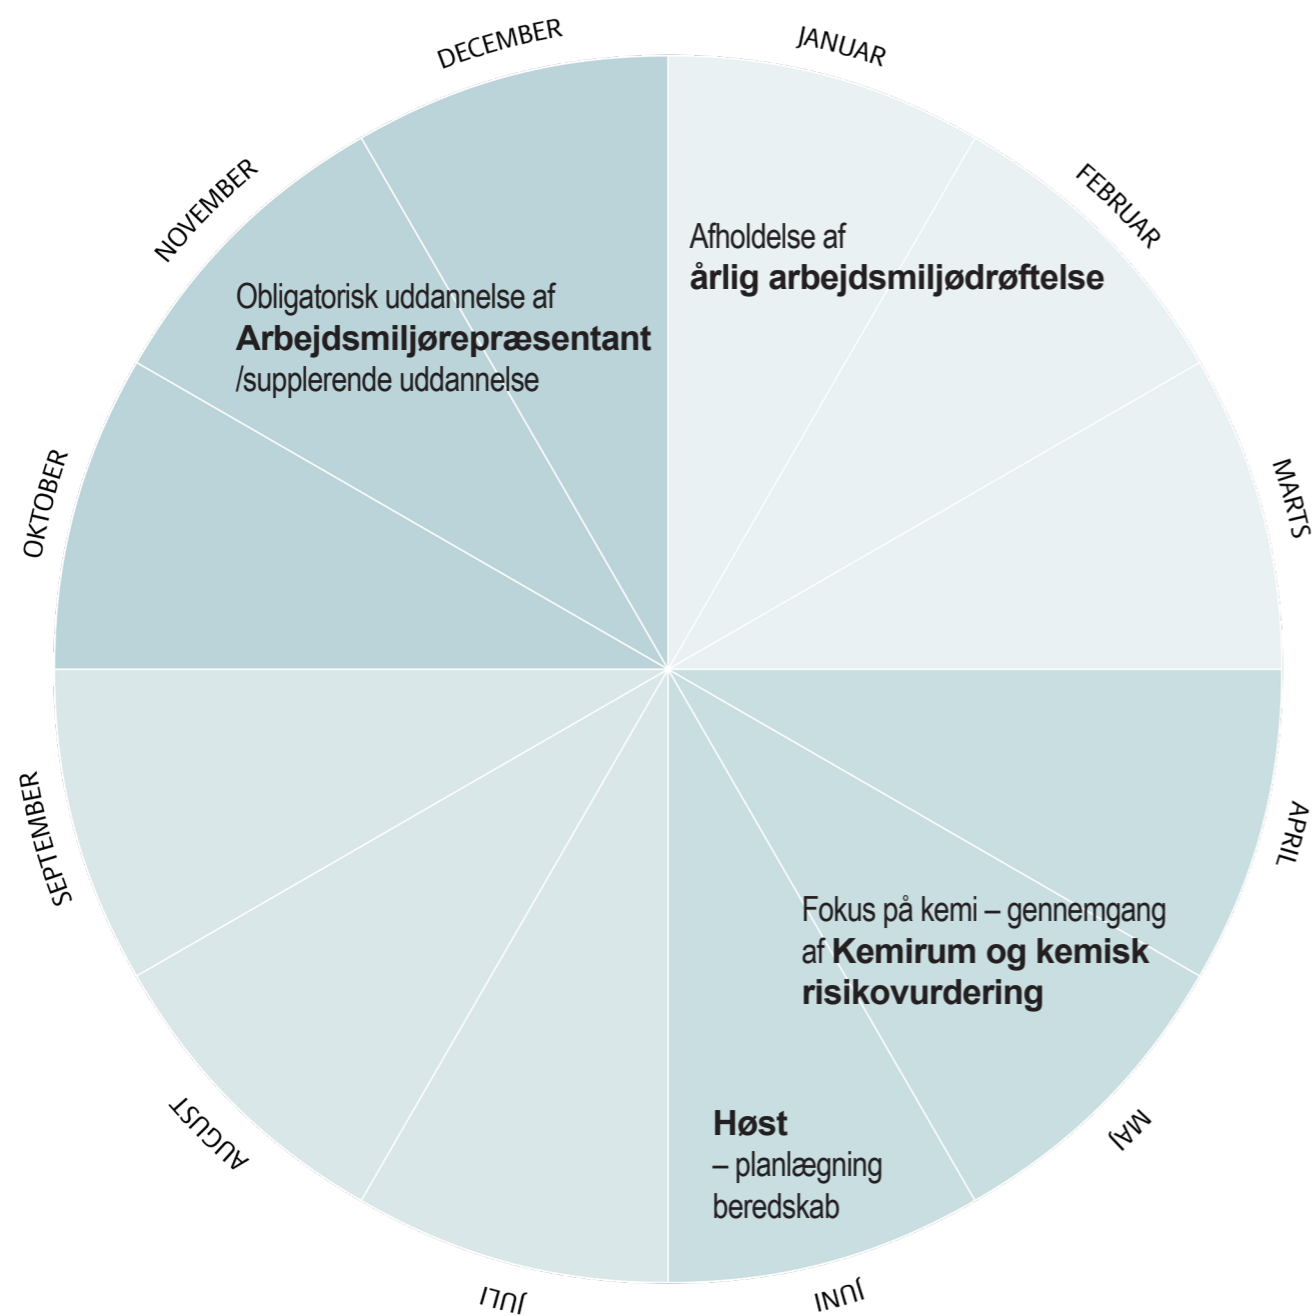 JANUAR
FEBRUAR
MARTS
APRIL
MAJ
JUNI
JULI
AUGUST
SEPTEMBER
OKTOBER
NOVEMBER
DECEMBER
Afholdelse af
årlig arbejdsmiljødrøftelse
Fokus på kemi – gennemgang
af Kemirum og kemisk
risikovurdering
Høst
– planlægning
beredskab
Obligatorisk uddannelse af
Arbejdsmiljørepræsentant
/supplerende uddannelse